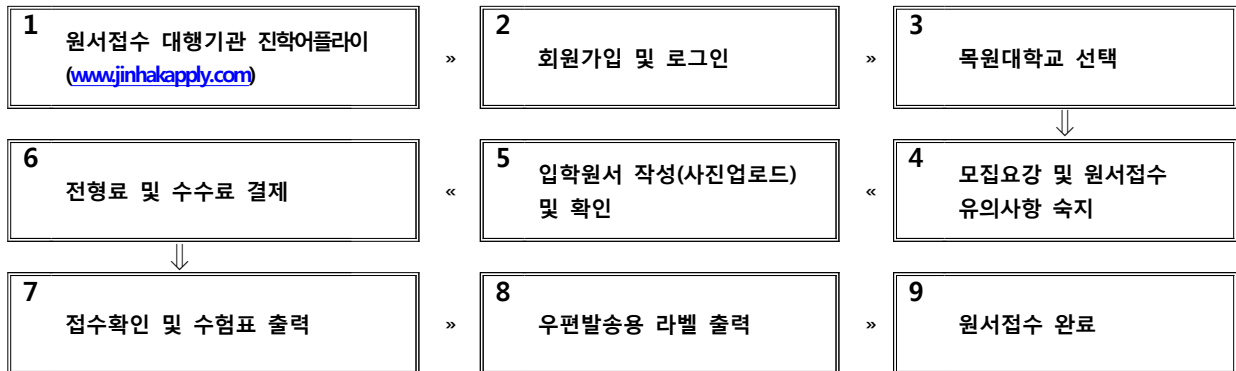 1
원서접수 대행기관 진학어플라이
(www.jinhakapply.com)
»
2
회원가입 및 로그인
»
3
목원대학교 선택
⇓
4
모집요강 및 원서접수
유의사항 숙지
«
5
입학원서 작성(사진업로드)
및 확인
«
6
전형료 및 수수료 결제
⇓
7
접수확인 및 수험표 출력
»
8
우편발송용 라벨 출력
»
9
원서접수 완료